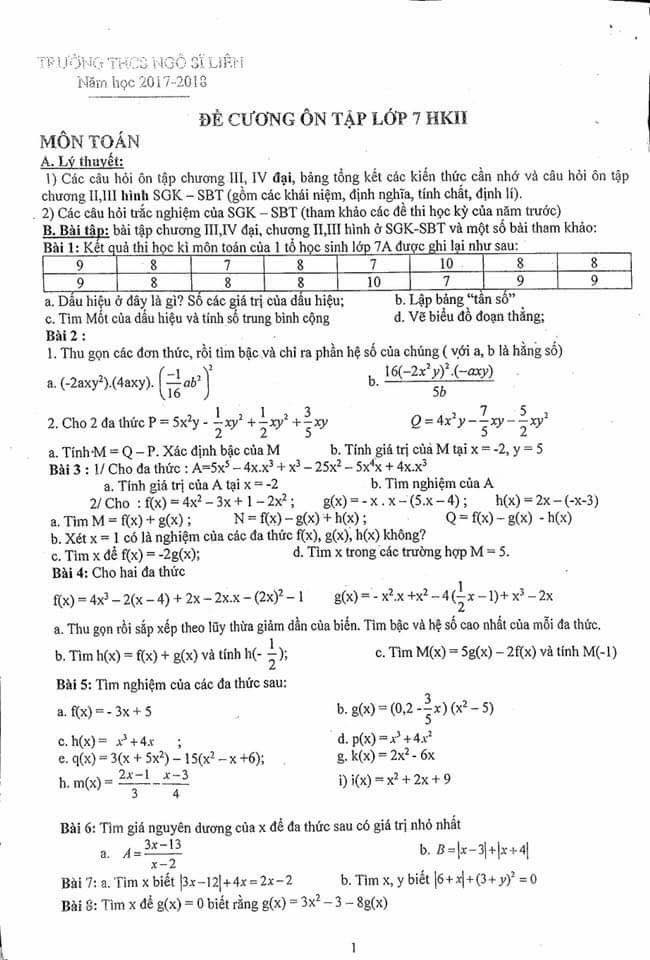 TRƯỜNG THCS NGÔ SĨ LIÊN
Năm học 2017-2018
ĐỀ CƯƠNG ÔN TẬP LỚP 7 HKII
MÔN TOÁN
A. Lý thuyết:
1) Các câu hỏi ôn tập chương III, IV đại, bảng tổng kết các kiến thức cần nhớ và câu hỏi ôn tập
chương II,III hình SGK – SBT (gồm các khái niệm, định nghĩa, tính chất, định lí).
2) Các câu hỏi trắc nghiệm của SGK – SBT (tham khảo các đề thi học kỳ của năm trước)
B. Bài tập: bài tập chương III,IV đại, chương II,III hình ở SGK-SBT và một số bài tham khảo:
Bài 1: Kết quả thi học kì môn toán của 1 tổ học sinh lớp 7A được ghi lại như sau:
9 8 7 8 7 10 8 8
9 8 8 8 10 7 9 9
a. Dấu hiệu ở đây là gì? Số các giá trị của dấu hiệu; b. Lập bảng “tần số”
c. Tìm Mốt của dấu hiệu và tính số trung bình cộng d. Vẽ biểu đồ đoạn thẳng;
Bài 2 :
1. Thu gọn các đơn thức, rồi tìm bậc và chỉ ra phần hệ số của chúng ( với a, b là hằng số)
a. (-2axy²).(4axy).(-1/16 ab²)² b. 16(-2x²y)².(-axy)/5b
2. Cho 2 đa thức P = 5x²y - 1/2 xy² + 1/2 xy² + 3/5 xy Q = 4x²y - 7/5 xy - 5/2 xy²
a. Tính M = Q – P. Xác định bậc của M b. Tính giá trị của M tại x = -2, y = 5
Bài 3 : 1/ Cho đa thức : A=5x⁵ – 4x.x³ + x³ – 25x² – 5x⁴x + 4x.x³
a. Tính giá trị của A tại x = -2 b. Tìm nghiệm của A
2/ Cho : f(x) = 4x² – 3x + 1 – 2x² ; g(x) = - x . x – (5.x – 4) ; h(x) = 2x – (-x-3)
a. Tìm M = f(x) + g(x) ; N = f(x) – g(x) + h(x) ; Q = f(x) – g(x) - h(x)
b. Xét x = 1 có là nghiệm của các đa thức f(x), g(x), h(x) không?
c. Tìm x để f(x) = -2g(x); d. Tìm x trong các trường hợp M = 5.
Bài 4: Cho hai đa thức
f(x) = 4x³ – 2(x – 4) + 2x – 2x.x – (2x)² – 1 g(x) = - x².x +x² – 4(1/2 x – 1)+ x³ – 2x
a. Thu gọn rồi sắp xếp theo lũy thừa giảm dần của biến. Tìm bậc và hệ số cao nhất của mỗi đa thức.
b. Tìm h(x) = f(x) + g(x) và tính h(- 1/2); c. Tìm M(x) = 5g(x) – 2f(x) và tính M(-1)
Bài 5: Tìm nghiệm của các đa thức sau:
a. f(x) = - 3x + 5 b. g(x) = (0,2 - 3/5 x) (x² – 5)
c. h(x) = x³ + 4x ; d. p(x) = x³ + 4x²
e. q(x) = 3(x + 5x²) – 15(x² – x +6); g. k(x) = 2x² - 6x
h. m(x) = 2x−1/3 − x−3/4 i) i(x) = x² + 2x + 9
Bài 6: Tìm giá nguyên dương của x để đa thức sau có giá trị nhỏ nhất
a. A = 3x−13/x−2 b. B = |x−3| + |x+4|
Bài 7: a. Tìm x biết |3x−12| + 4x = 2x − 2 b. Tìm x, y biết |6 + x| + (3 + y)² = 0
Bài 8: Tìm x để g(x) = 0 biết rằng g(x) = 3x² – 3 – 8g(x)
1